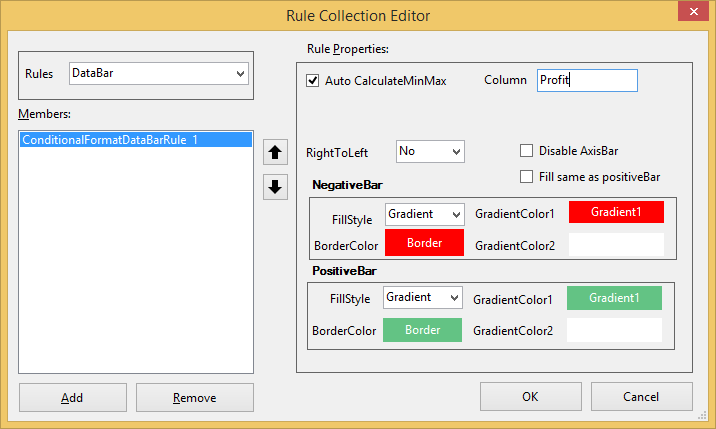 Rule Collection Editor
Rules
DataBar
Members:
ConditionalFormatDataBarRule 1
Add
Remove
Rule Properties:
Auto CalculateMinMax
Column
Profit
RightToLeft
No
Disable AxisBar
Fill same as positiveBar
NegativeBar
FillStyle
Gradient
GradientColor1
Gradient1
BorderColor
Border
GradientColor2
PositiveBar
FillStyle
Gradient
GradientColor1
Gradient1
BorderColor
Border
GradientColor2
OK
Cancel